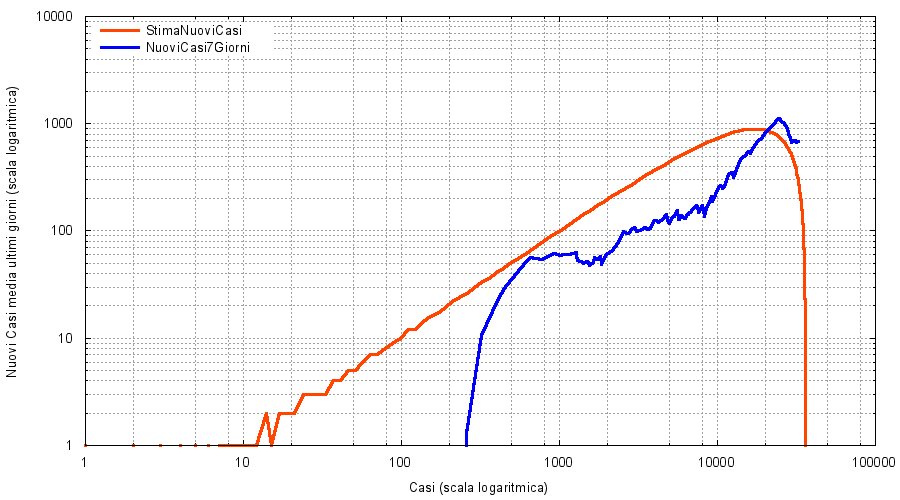 10000
StimaNuoviCasi
NuoviCasi7Giorni
1000
100
10
1
Nuovi Casi media ultimi giorni (scala logaritmica)
1 10 100 1000 10000 100000
Casi (scala logaritmica)